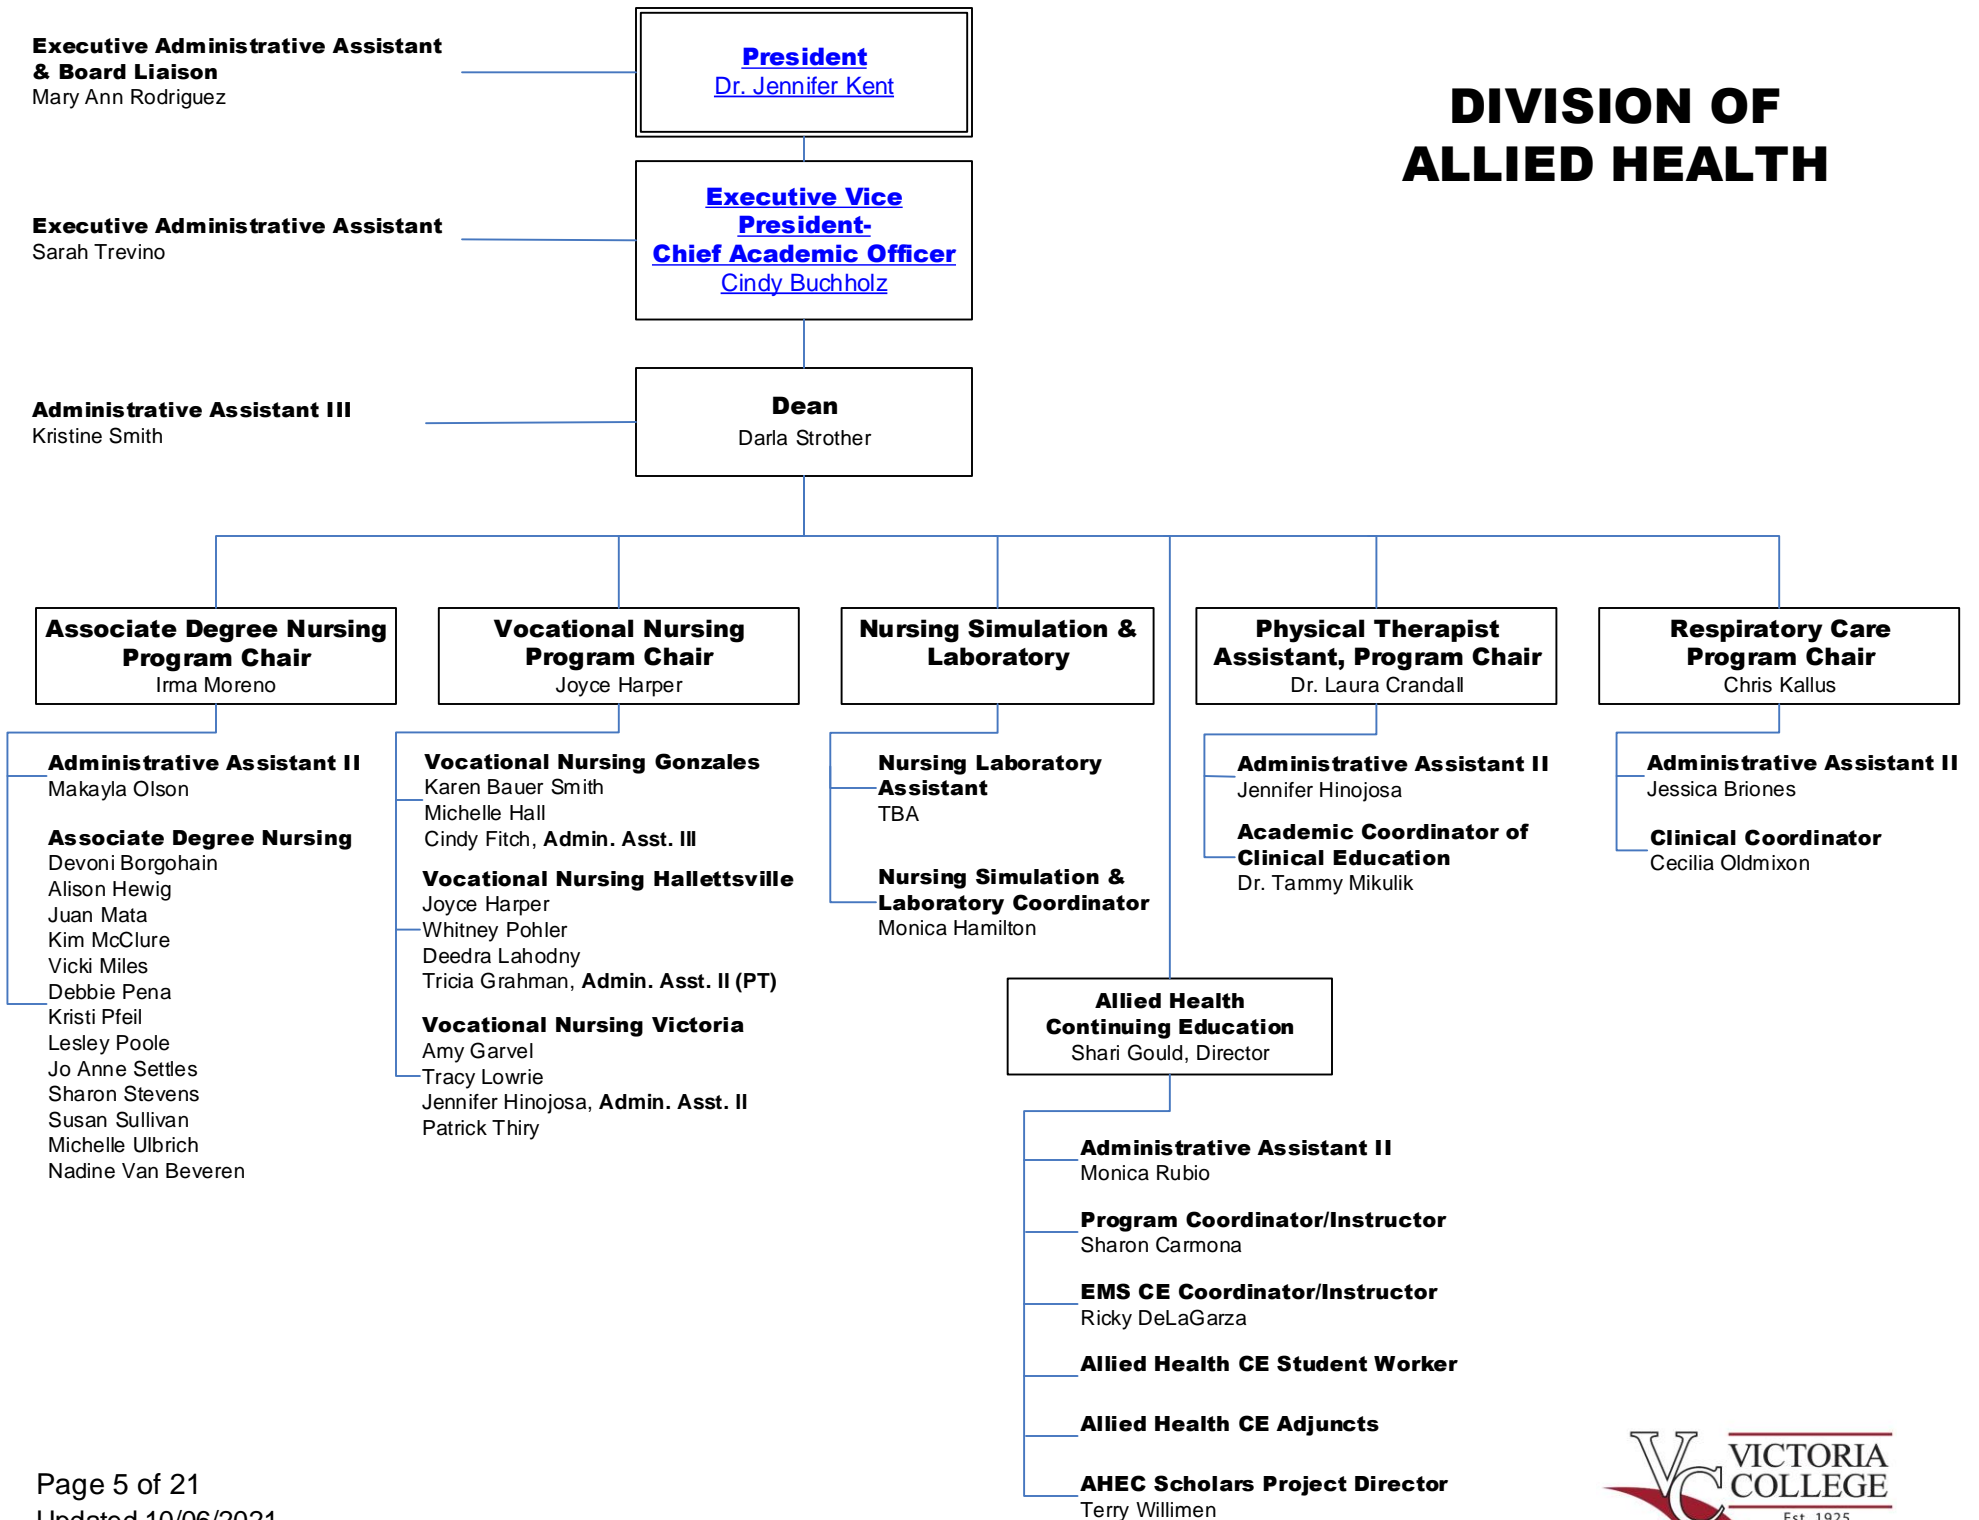 Executive Administrative Assistant
& Board Liaison
Mary Ann Rodriguez
President
Dr. Jennifer Kent
DIVISION OF
ALLIED HEALTH
Executive Administrative Assistant
Sarah Trevino
Executive Vice
President-
Chief Academic Officer
Cindy Buchholz
Administrative Assistant III
Kristine Smith
Dean
Darla Strother
Associate Degree Nursing
Program Chair
Irma Moreno
Administrative Assistant II
Makayla Olson
Associate Degree Nursing
Devoni Borgohain
Alison Hewig
Juan Mata
Kim McClure
Vicki Miles
Debbie Pena
Kristi Pfeil
Lesley Poole
Jo Anne Settles
Sharon Stevens
Susan Sullivan
Michelle Ulbrich
Nadine Van Beveren
Vocational Nursing
Program Chair
Joyce Harper
Vocational Nursing Gonzales
Karen Bauer Smith
Michelle Hall
Cindy Fitch, Admin. Asst. III
Vocational Nursing Hallettsville
Joyce Harper
Whitney Pohler
Deedra Lahodny
Tricia Grahman, Admin. Asst. II (PT)
Vocational Nursing Victoria
Amy Garvel
Tracy Lowrie
Jennifer Hinojosa, Admin. Asst. II
Patrick Thiry
Nursing Simulation &
Laboratory
Nursing Laboratory
Assistant
TBA
Nursing Simulation &
Laboratory Coordinator
Monica Hamilton
Physical Therapist
Assistant, Program Chair
Dr. Laura Crandall
Administrative Assistant II
Jennifer Hinojosa
Academic Coordinator of
Clinical Education
Dr. Tammy Mikulik
Respiratory Care
Program Chair
Chris Kallus
Administrative Assistant II
Jessica Briones
Clinical Coordinator
Cecilia Oldmixon
Allied Health
Continuing Education
Shari Gould, Director
Administrative Assistant II
Monica Rubio
Program Coordinator/Instructor
Sharon Carmona
EMS CE Coordinator/Instructor
Ricky DeLaGarza
Allied Health CE Student Worker
Allied Health CE Adjuncts
AHEC Scholars Project Director
Terry Willimen
Page 5 of 21
Updated 10/06/2021
VC
VICTORIA
COLLEGE
Est. 1925